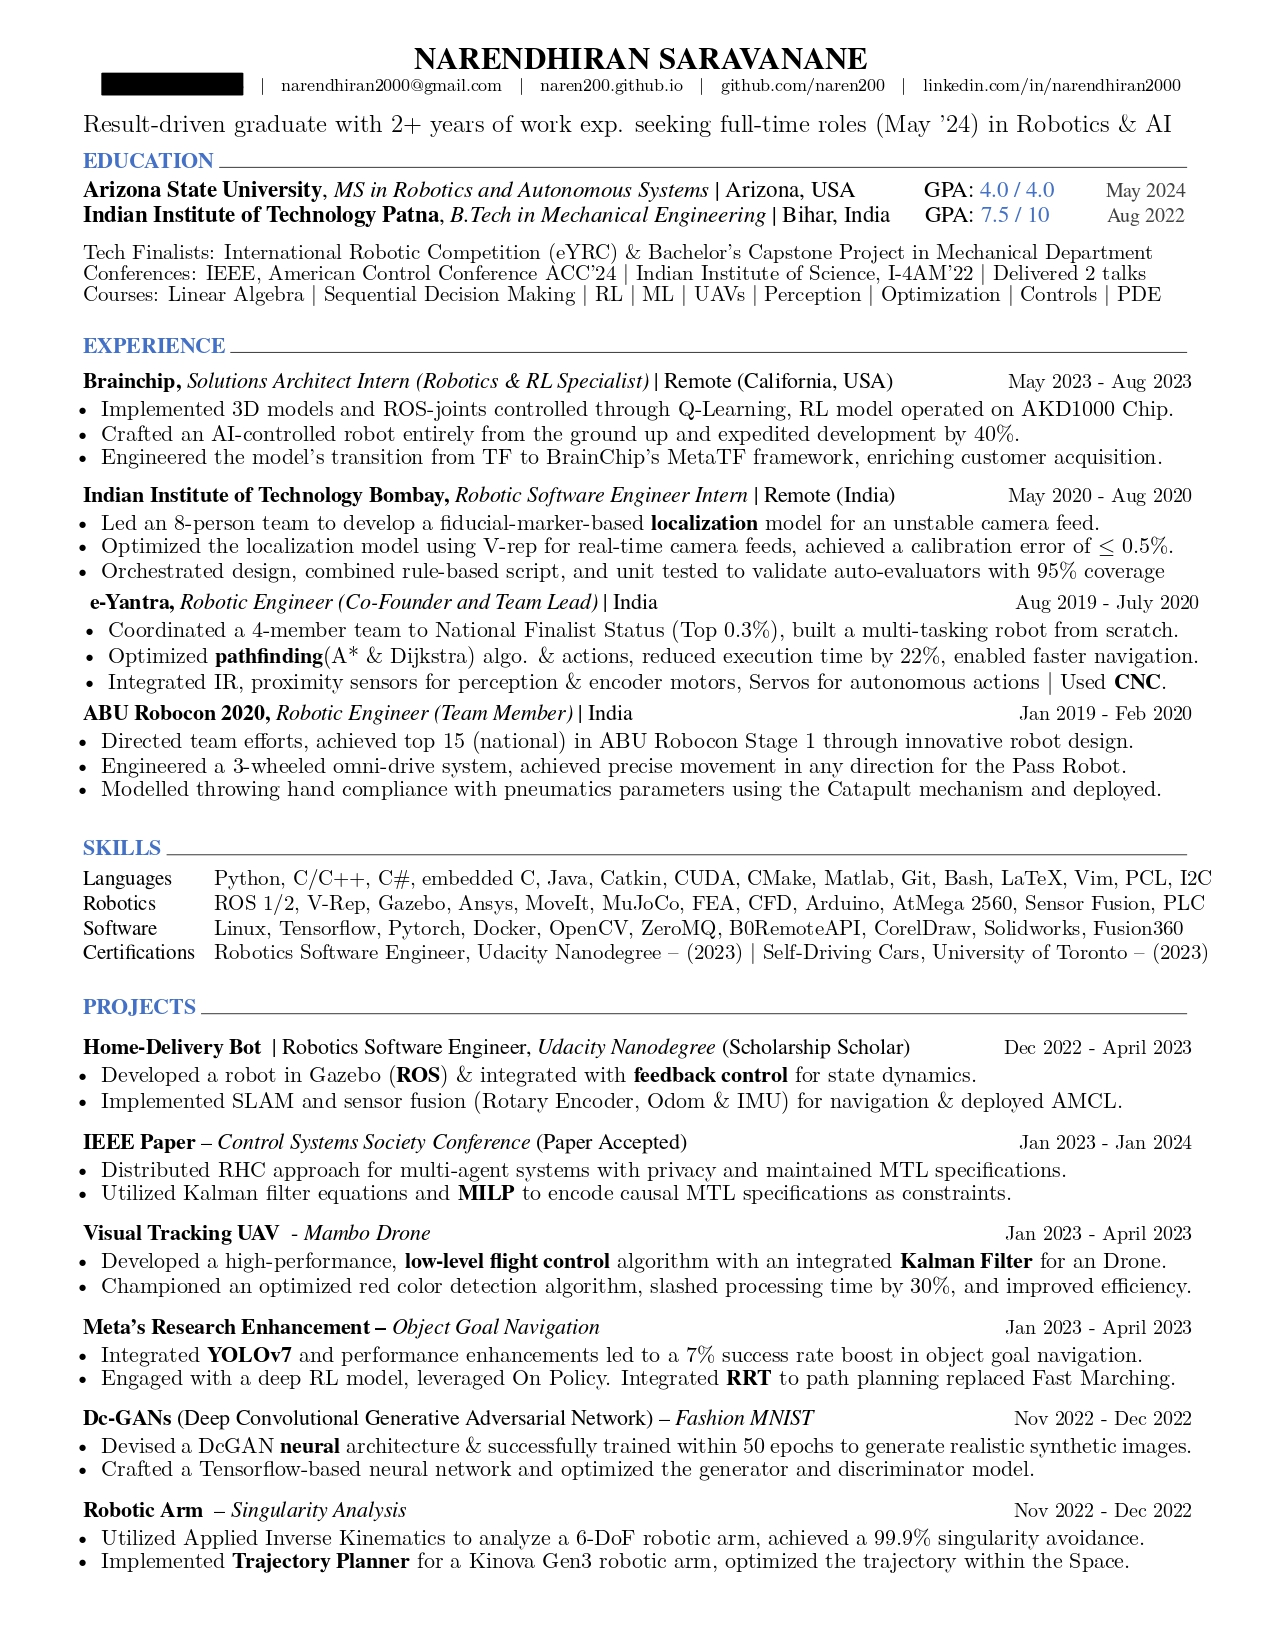 NARENDHIRAN SARAVANANE
| narendhiran2000@gmail.com | naren200.github.io | github.com/naren200 | linkedin.com/in/narendhiran2000
Result-driven graduate with 2+ years of work exp. seeking full-time roles (May '24) in Robotics & AI
EDUCATION
Arizona State University, MS in Robotics and Autonomous Systems | Arizona, USA GPA: 4.0 / 4.0 May 2024
Indian Institute of Technology Patna, B.Tech in Mechanical Engineering | Bihar, India GPA: 7.5 / 10 Aug 2022
Tech Finalists: International Robotic Competition (eYRC) & Bachelor's Capstone Project in Mechanical Department
Conferences: IEEE, American Control Conference ACC'24 | Indian Institute of Science, I-4AM'22 | Delivered 2 talks
Courses: Linear Algebra | Sequential Decision Making | RL | ML | UAVs | Perception | Optimization | Controls | PDE
EXPERIENCE
Brainchip, Solutions Architect Intern (Robotics & RL Specialist) | Remote (California, USA) May 2023 - Aug 2023
• Implemented 3D models and ROS-joints controlled through Q-Learning, RL model operated on AKD1000 Chip.
• Crafted an AI-controlled robot entirely from the ground up and expedited development by 40%.
• Engineered the model's transition from TF to BrainChip's MetaTF framework, enriching customer acquisition.
Indian Institute of Technology Bombay, Robotic Software Engineer Intern | Remote (India) May 2020 - Aug 2020
• Led an 8-person team to develop a fiducial-marker-based localization model for an unstable camera feed.
• Optimized the localization model using V-rep for real-time camera feeds, achieved a calibration error of ≤ 0.5%.
• Orchestrated design, combined rule-based script, and unit tested to validate auto-evaluators with 95% coverage
e-Yantra, Robotic Engineer (Co-Founder and Team Lead) | India Aug 2019 - July 2020
• Coordinated a 4-member team to National Finalist Status (Top 0.3%), built a multi-tasking robot from scratch.
• Optimized pathfinding(A* & Dijkstra) algo. & actions, reduced execution time by 22%, enabled faster navigation.
• Integrated IR, proximity sensors for perception & encoder motors, Servos for autonomous actions | Used CNC.
ABU Robocon 2020, Robotic Engineer (Team Member) | India Jan 2019 - Feb 2020
• Directed team efforts, achieved top 15 (national) in ABU Robocon Stage 1 through innovative robot design.
• Engineered a 3-wheeled omni-drive system, achieved precise movement in any direction for the Pass Robot.
• Modelled throwing hand compliance with pneumatics parameters using the Catapult mechanism and deployed.
SKILLS
Languages Python, C/C++, C#, embedded C, Java, Catkin, CUDA, CMake, Matlab, Git, Bash, LaTeX, Vim, PCL, I2C
Robotics ROS 1/2, V-Rep, Gazebo, Ansys, MoveIt, MuJoCo, FEA, CFD, Arduino, AtMega 2560, Sensor Fusion, PLC
Software Linux, Tensorflow, Pytorch, Docker, OpenCV, ZeroMQ, B0RemoteAPI, CorelDraw, Solidworks, Fusion360
Certifications Robotics Software Engineer, Udacity Nanodegree – (2023) | Self-Driving Cars, University of Toronto – (2023)
PROJECTS
Home-Delivery Bot | Robotics Software Engineer, Udacity Nanodegree (Scholarship Scholar) Dec 2022 - April 2023
• Developed a robot in Gazebo (ROS) & integrated with feedback control for state dynamics.
• Implemented SLAM and sensor fusion (Rotary Encoder, Odom & IMU) for navigation & deployed AMCL.
IEEE Paper – Control Systems Society Conference (Paper Accepted) Jan 2023 - Jan 2024
• Distributed RHC approach for multi-agent systems with privacy and maintained MTL specifications.
• Utilized Kalman filter equations and MILP to encode causal MTL specifications as constraints.
Visual Tracking UAV - Mambo Drone Jan 2023 - April 2023
• Developed a high-performance, low-level flight control algorithm with an integrated Kalman Filter for an Drone.
• Championed an optimized red color detection algorithm, slashed processing time by 30%, and improved efficiency.
Meta's Research Enhancement – Object Goal Navigation Jan 2023 - April 2023
• Integrated YOLOv7 and performance enhancements led to a 7% success rate boost in object goal navigation.
• Engaged with a deep RL model, leveraged On Policy. Integrated RRT to path planning replaced Fast Marching.
Dc-GANs (Deep Convolutional Generative Adversarial Network) – Fashion MNIST Nov 2022 - Dec 2022
• Devised a DcGAN neural architecture & successfully trained within 50 epochs to generate realistic synthetic images.
• Crafted a Tensorflow-based neural network and optimized the generator and discriminator model.
Robotic Arm – Singularity Analysis Nov 2022 - Dec 2022
• Utilized Applied Inverse Kinematics to analyze a 6-DoF robotic arm, achieved a 99.9% singularity avoidance.
• Implemented Trajectory Planner for a Kinova Gen3 robotic arm, optimized the trajectory within the Space.